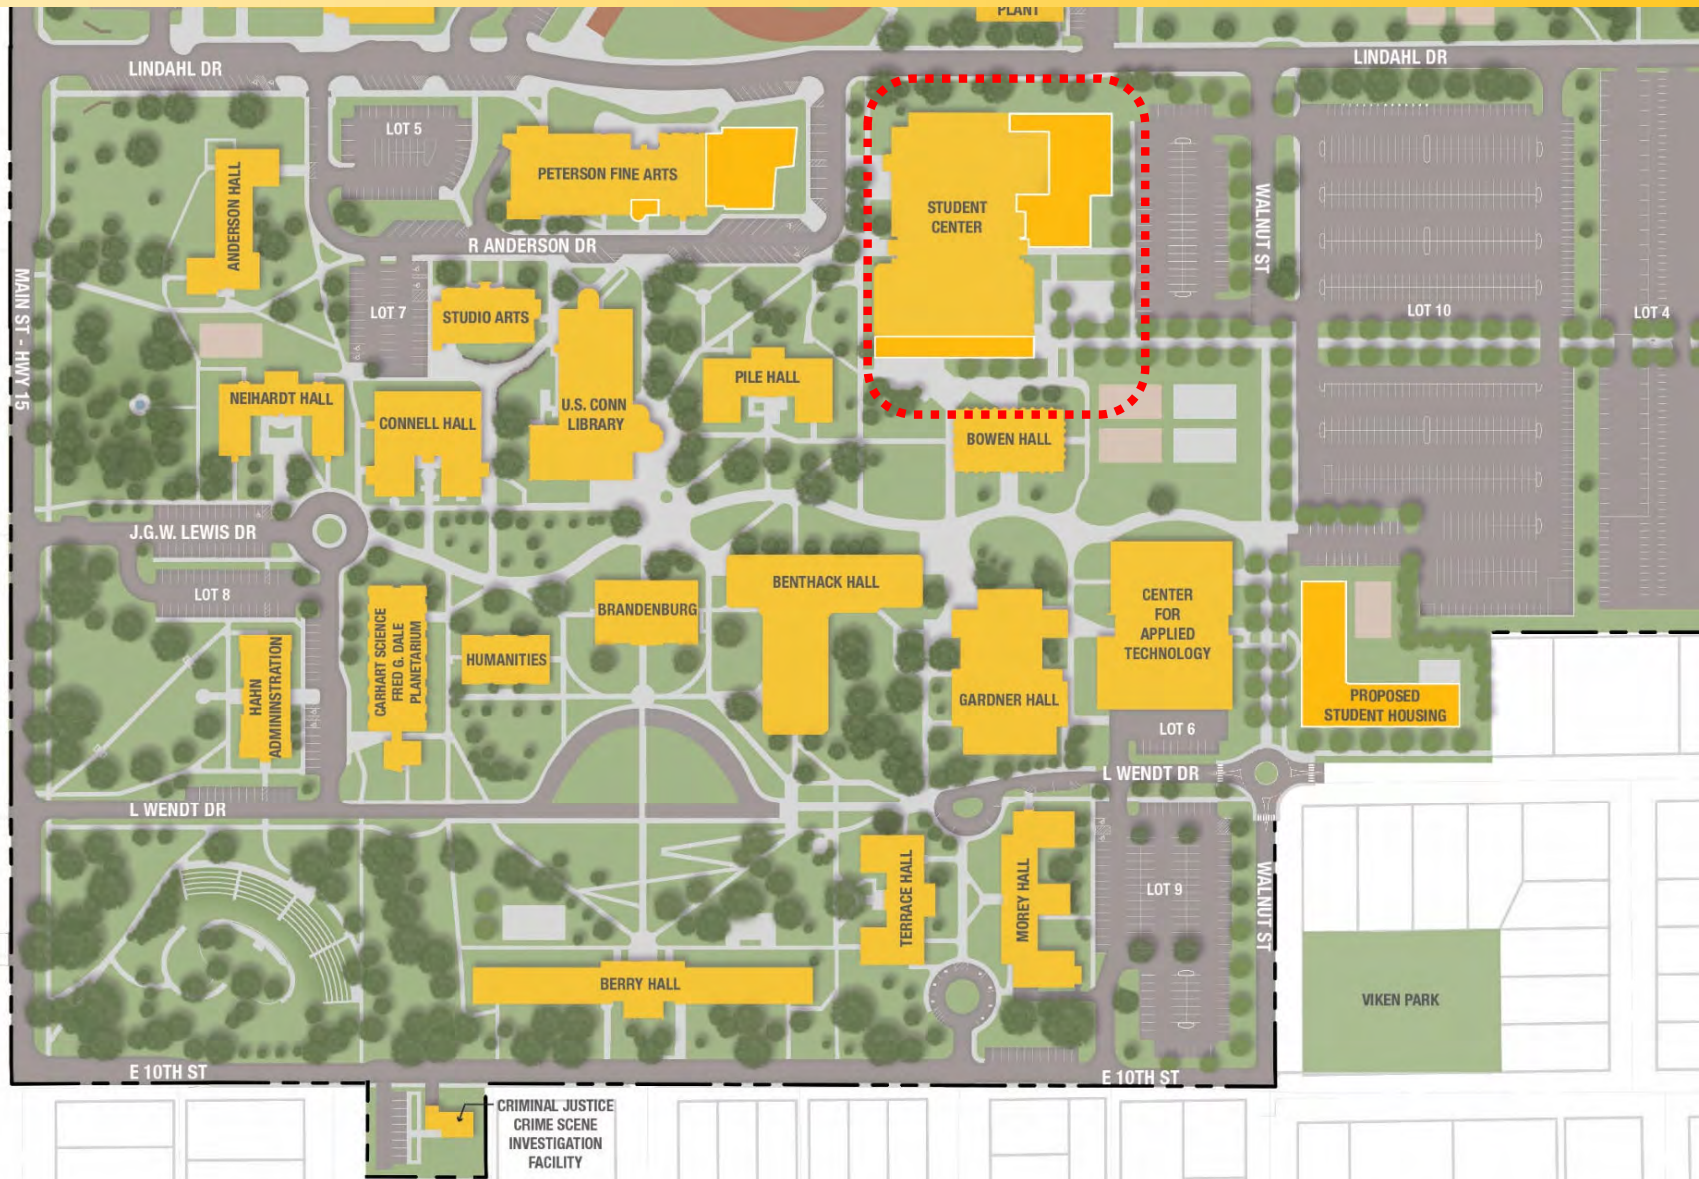 PLANT
LINDAHL DR
LINDAHL DR
LOT 5
PETERSON FINE ARTS
ANDERSON HALL
STUDENT
CENTER
WALNUT ST
R ANDERSON DR
MAIN ST - HWY 15
LOT 7
STUDIO ARTS
LOT 10
LOT 4
PILE HALL
NEIHARDT HALL
CONNELL HALL
U.S. CONN
LIBRARY
BOWEN HALL
J.G.W. LEWIS DR
BENTHACK HALL
LOT 8
BRANDENBURG
CENTER
FOR
APPLIED
TECHNOLOGY
CARHART SCIENCE
FRED G. DALE
PLANETARIUM
HUMANITIES
HAHN
ADMININSTRATION
GARDNER HALL
PROPOSED
STUDENT HOUSING
LOT 6
L WENDT DR
L WENDT DR
TERRACE HALL
MOREY HALL
LOT 9
WALNUT ST
BERRY HALL
VIKEN PARK
E 10TH ST
E 10TH ST
CRIMINAL JUSTICE
CRIME SCENE
INVESTIGATION
FACILITY